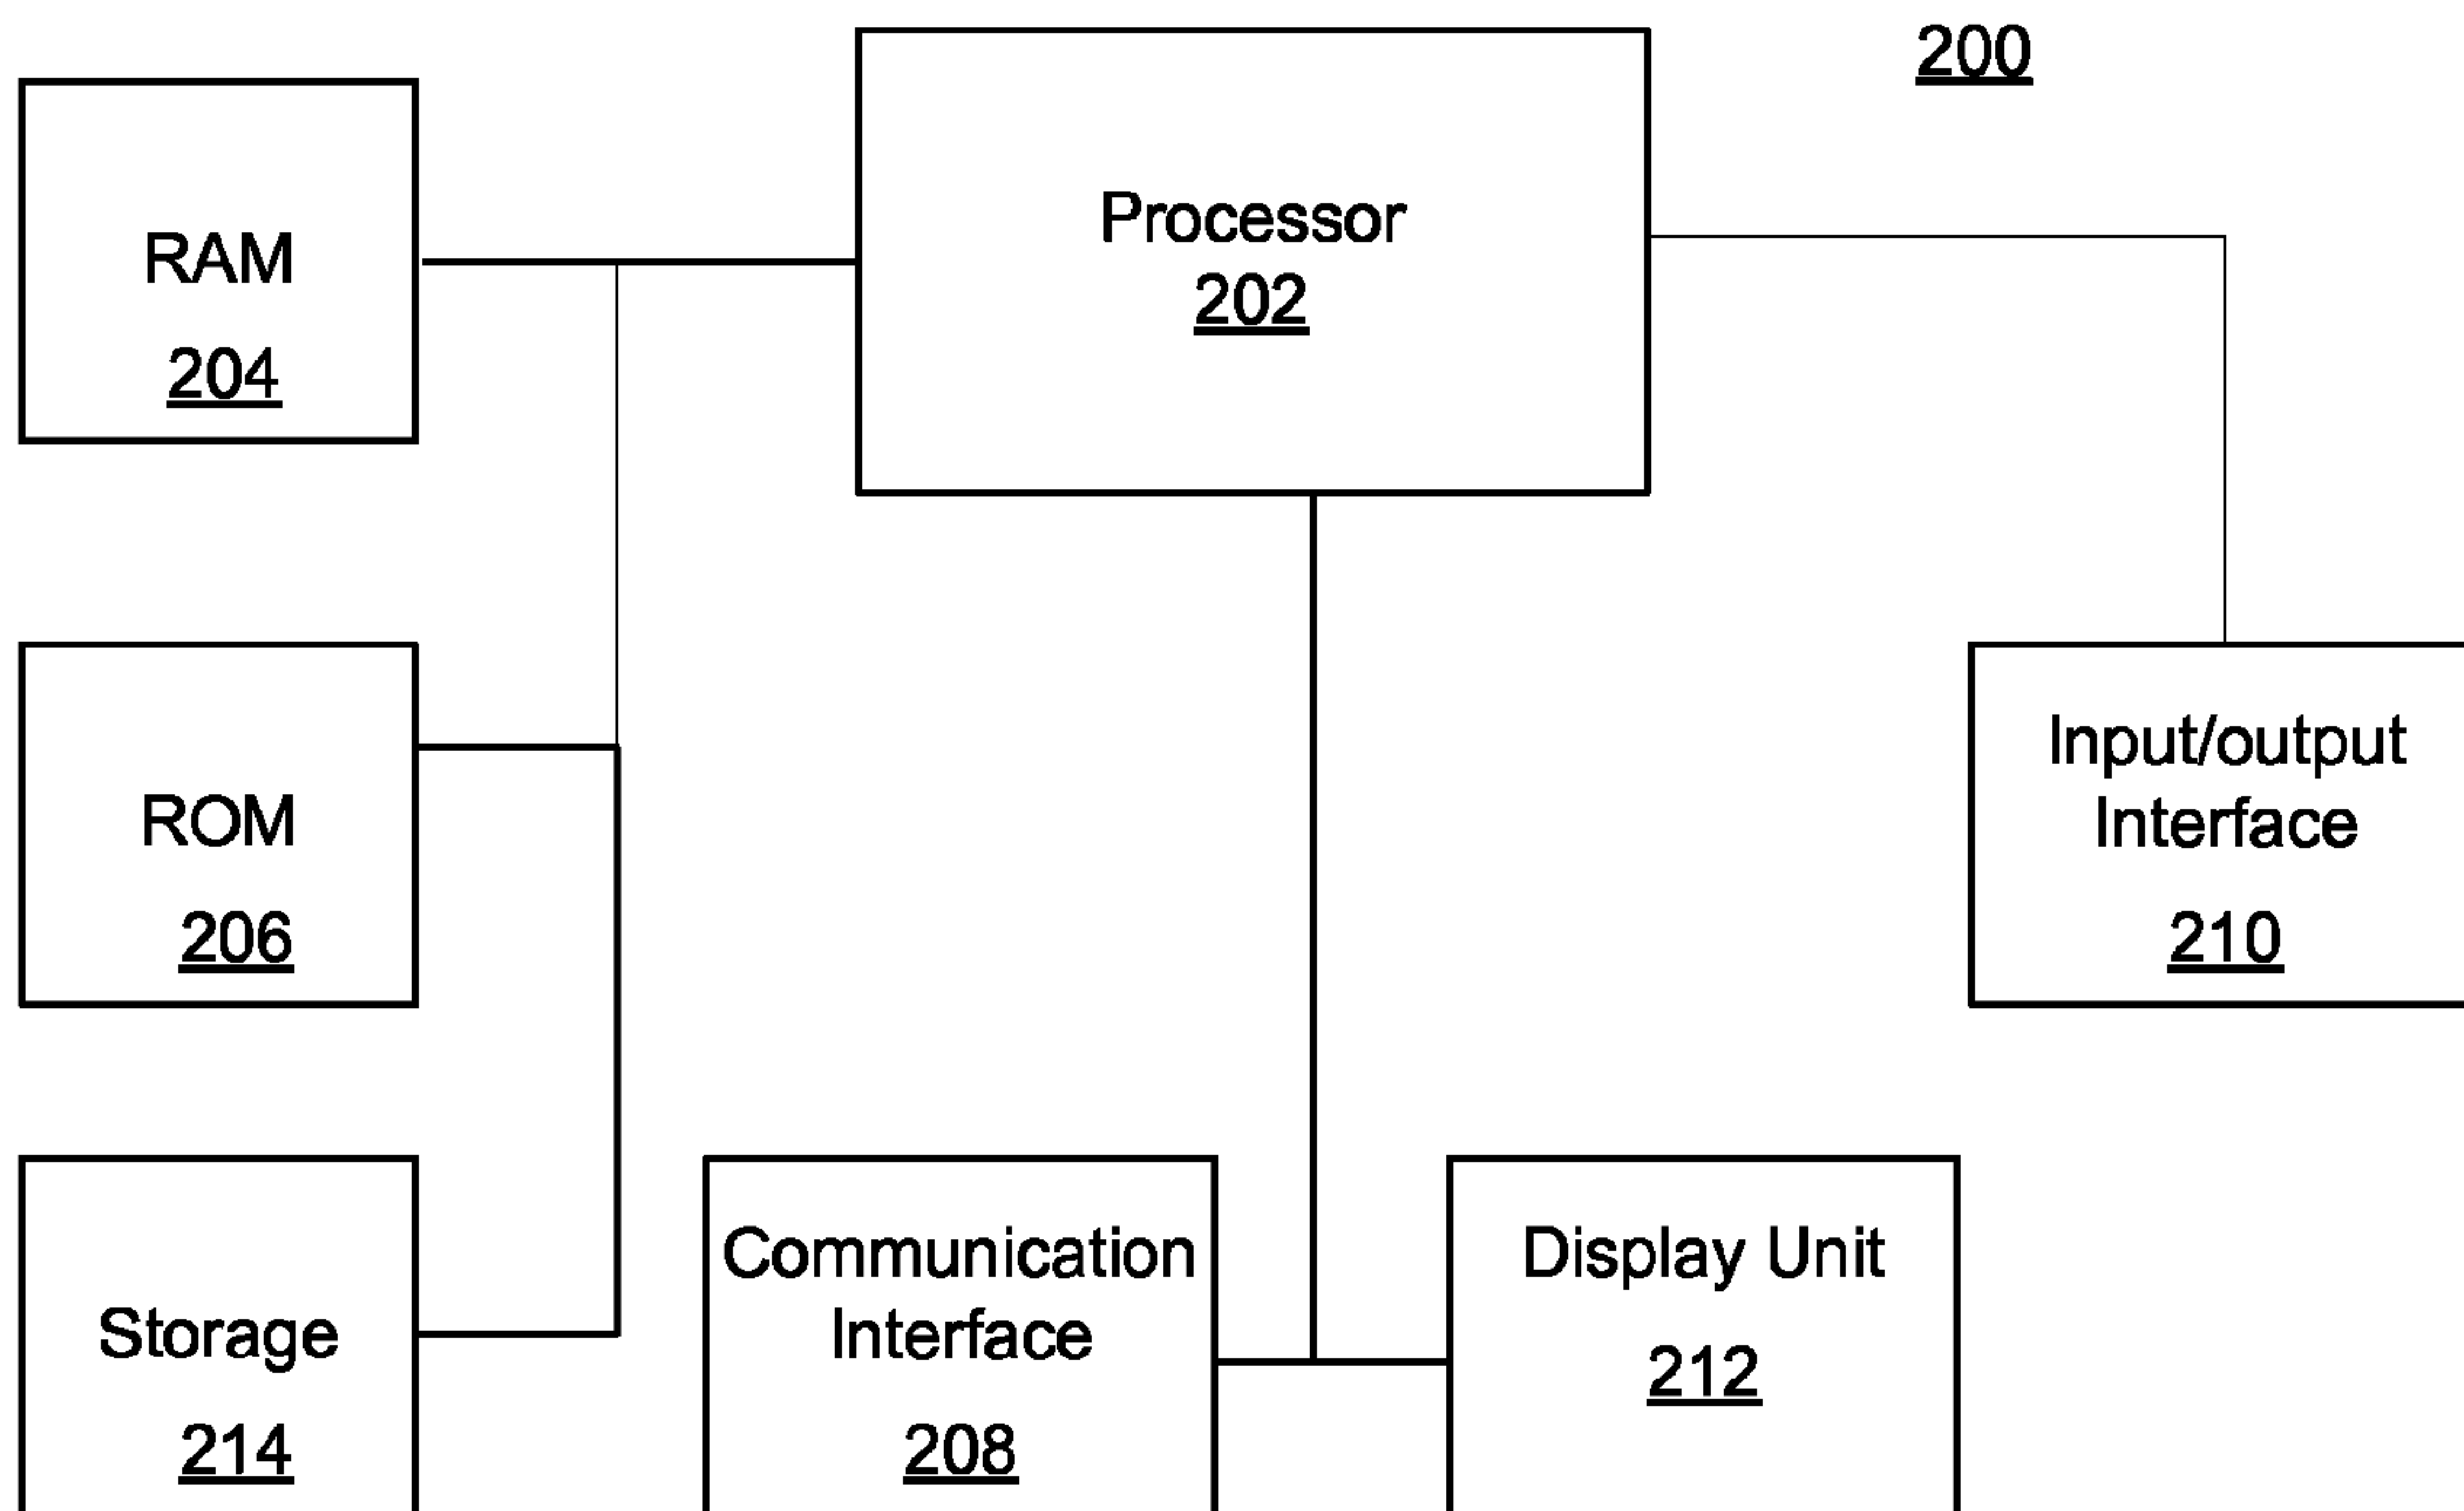 200
Processor
202
RAM
204
ROM
206
Input/output
Interface
210
Storage
214
Communication
Interface
208
Display Unit
212